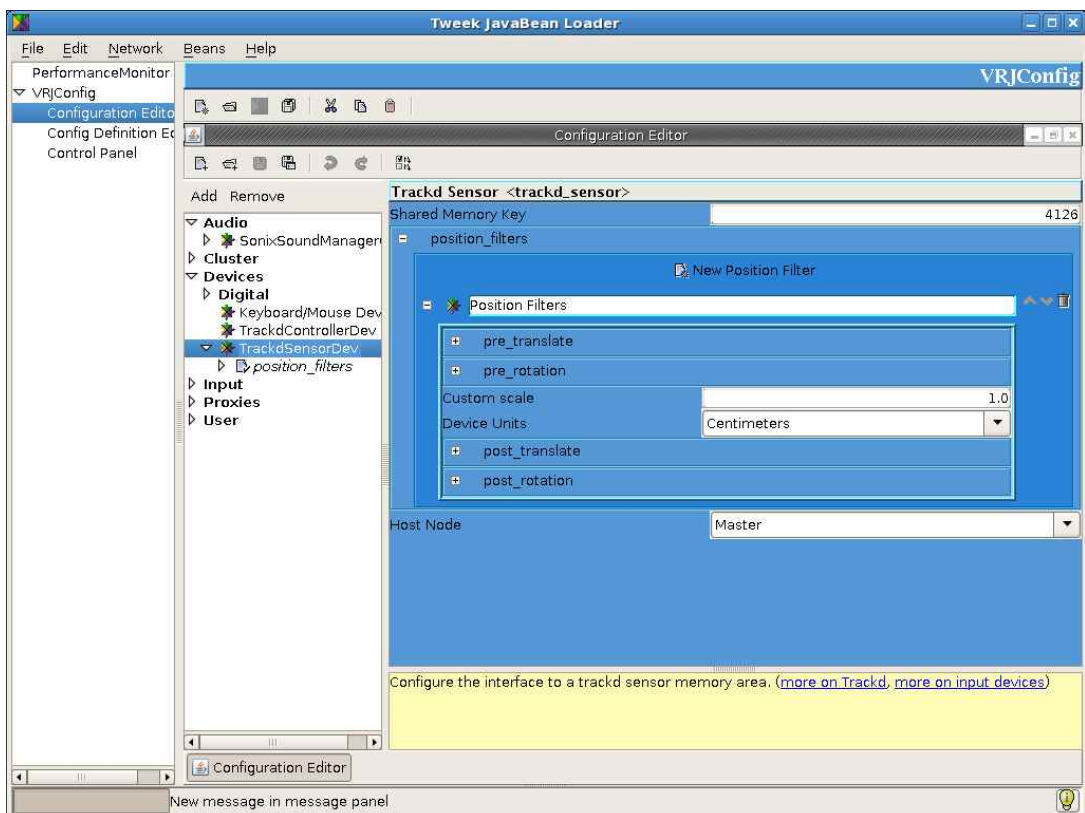 Tweek JavaBean Loader
File Edit Network Beans Help
PerformanceMonitor
VRJConfig
Configuration Edito
Config Definition Ed
Control Panel
VRJConfig
Configuration Editor
Add Remove
Audio
SonixSoundManager
Cluster
Devices
Digital
Keyboard/Mouse Dev
TrackdControllerDev
TrackdSensorDev
position_filters
Input
Proxies
User
Trackd Sensor <trackd_sensor>
Shared Memory Key 4126
position_filters
New Position Filter
Position Filters
pre_translate
pre_rotation
Custom scale 1.0
Device Units Centimeters
post_translate
post_rotation
Host Node Master
Configure the interface to a trackd sensor memory area. (more on Trackd, more on input devices)
Configuration Editor
New message in message panel